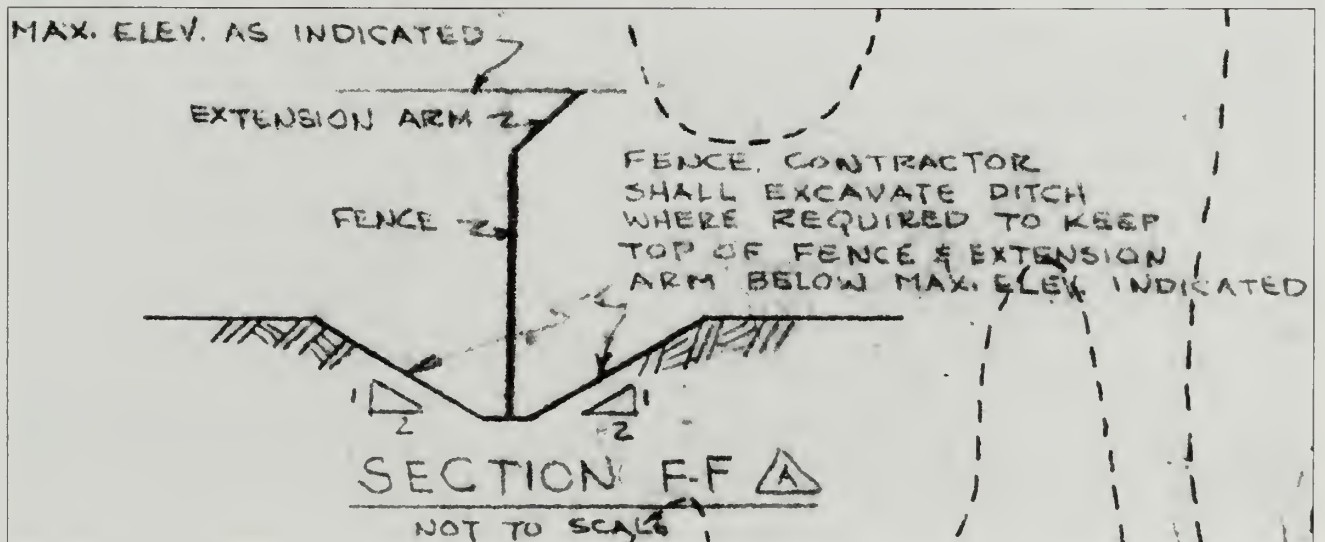 MAX. ELEV. AS INDICATED
EXTENSION ARM
FENCE
FENCE. CONTRACTOR
SHALL EXCAVATE DITCH
WHERE REQUIRED TO KEEP
TOP OF FENCE & EXTENSION
ARM BELOW MAX. ELEV. INDICATED
1
2
1
2
SECTION F-F A
NOT TO SCALE